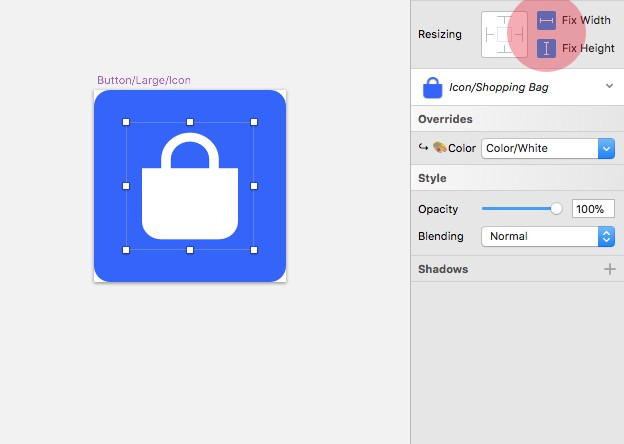 Fix Width
Resizing
Fix Height
Button/Large/Icon
Icon/Shopping Bag
Overrides
Color Color/White
Style
Opacity 100%
Blending Normal
Shadows